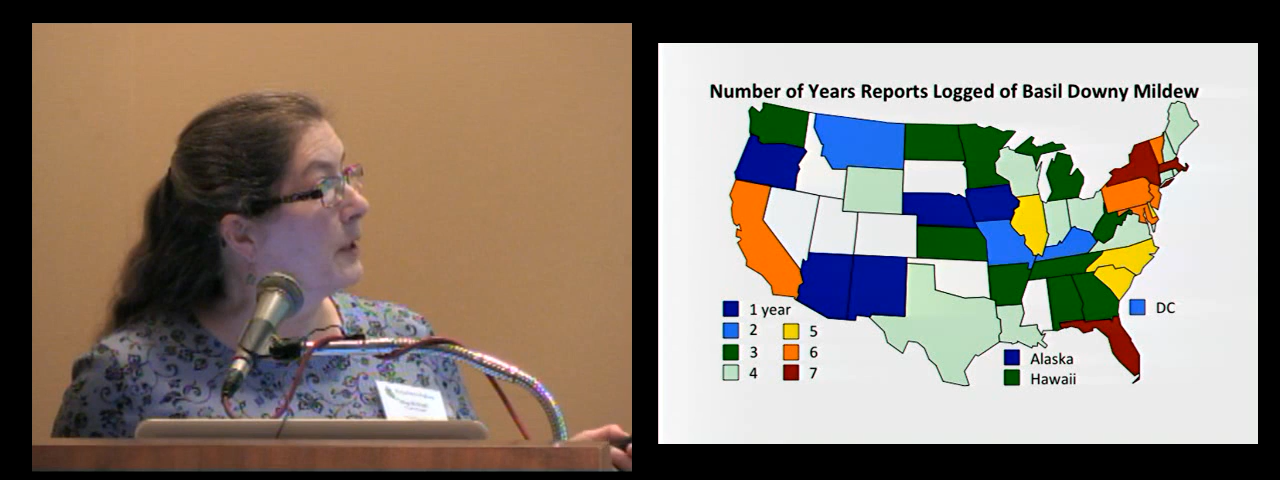 Number of Years Reports Logged of Basil Downy Mildew
1 year
2
3
4
5
6
7
Alaska
Hawaii
DC